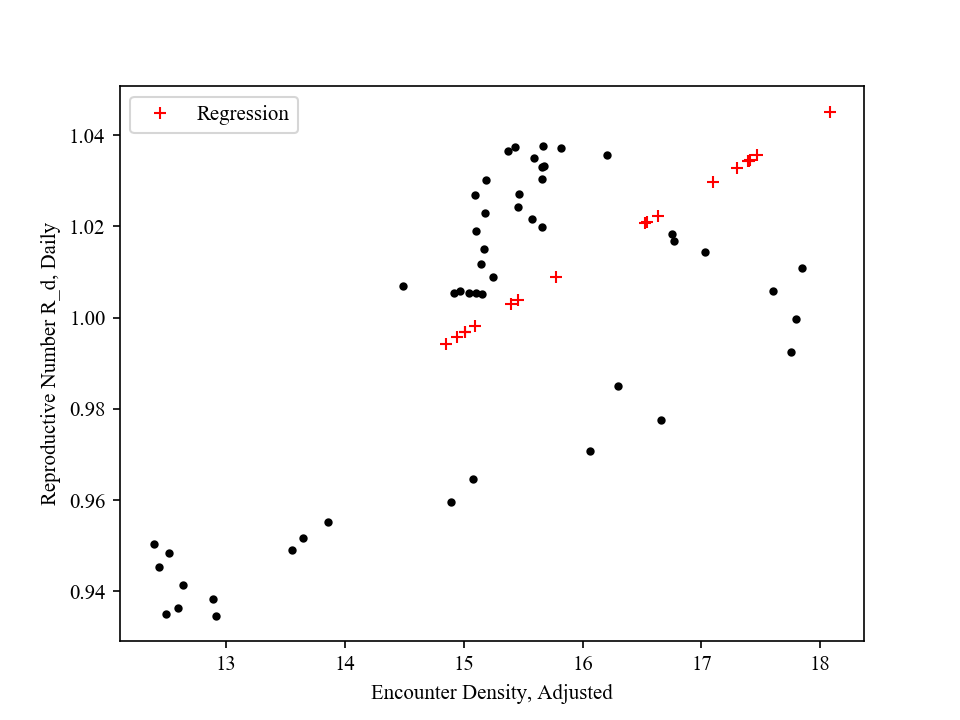 Regression
1.04
1.02
1.00
0.98
0.96
0.94
Reproductive Number R_d, Daily
13 14 15 16 17 18
Encounter Density, Adjusted